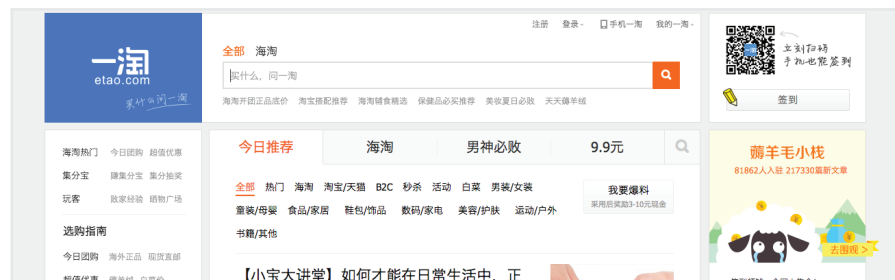 注册 登录 手机一淘 我的一淘
一淘
etao.com
买什么问一淘
全部 海淘
买什么，问一淘
海淘开团正品底价 淘宝搭配推荐 海淘辅食精选 保健品必买推荐 美妆夏日必败 天天薅羊绒
立刻扫码
手机也能签到
签到
海淘热门 今日团购 超值优惠
集分宝 赚集分宝 集分抽奖
玩客 败家经验 晒物广场
选购指南
今日团购 海外正品 现货直邮
今日推荐 海淘 男神必败 9.9元
全部 热门 海淘 淘宝/天猫 B2C 秒杀 活动 白菜 男装/女装
童装/母婴 食品/家居 鞋包/饰品 数码/家电 美容/护肤 运动/户外
书籍/其他
我要爆料
采用后奖励3-10元现金
【小宝大讲堂】如何才能在日常生活中，正
薅羊毛小栈
81862人入驻 217330篇新文章
去围观 >